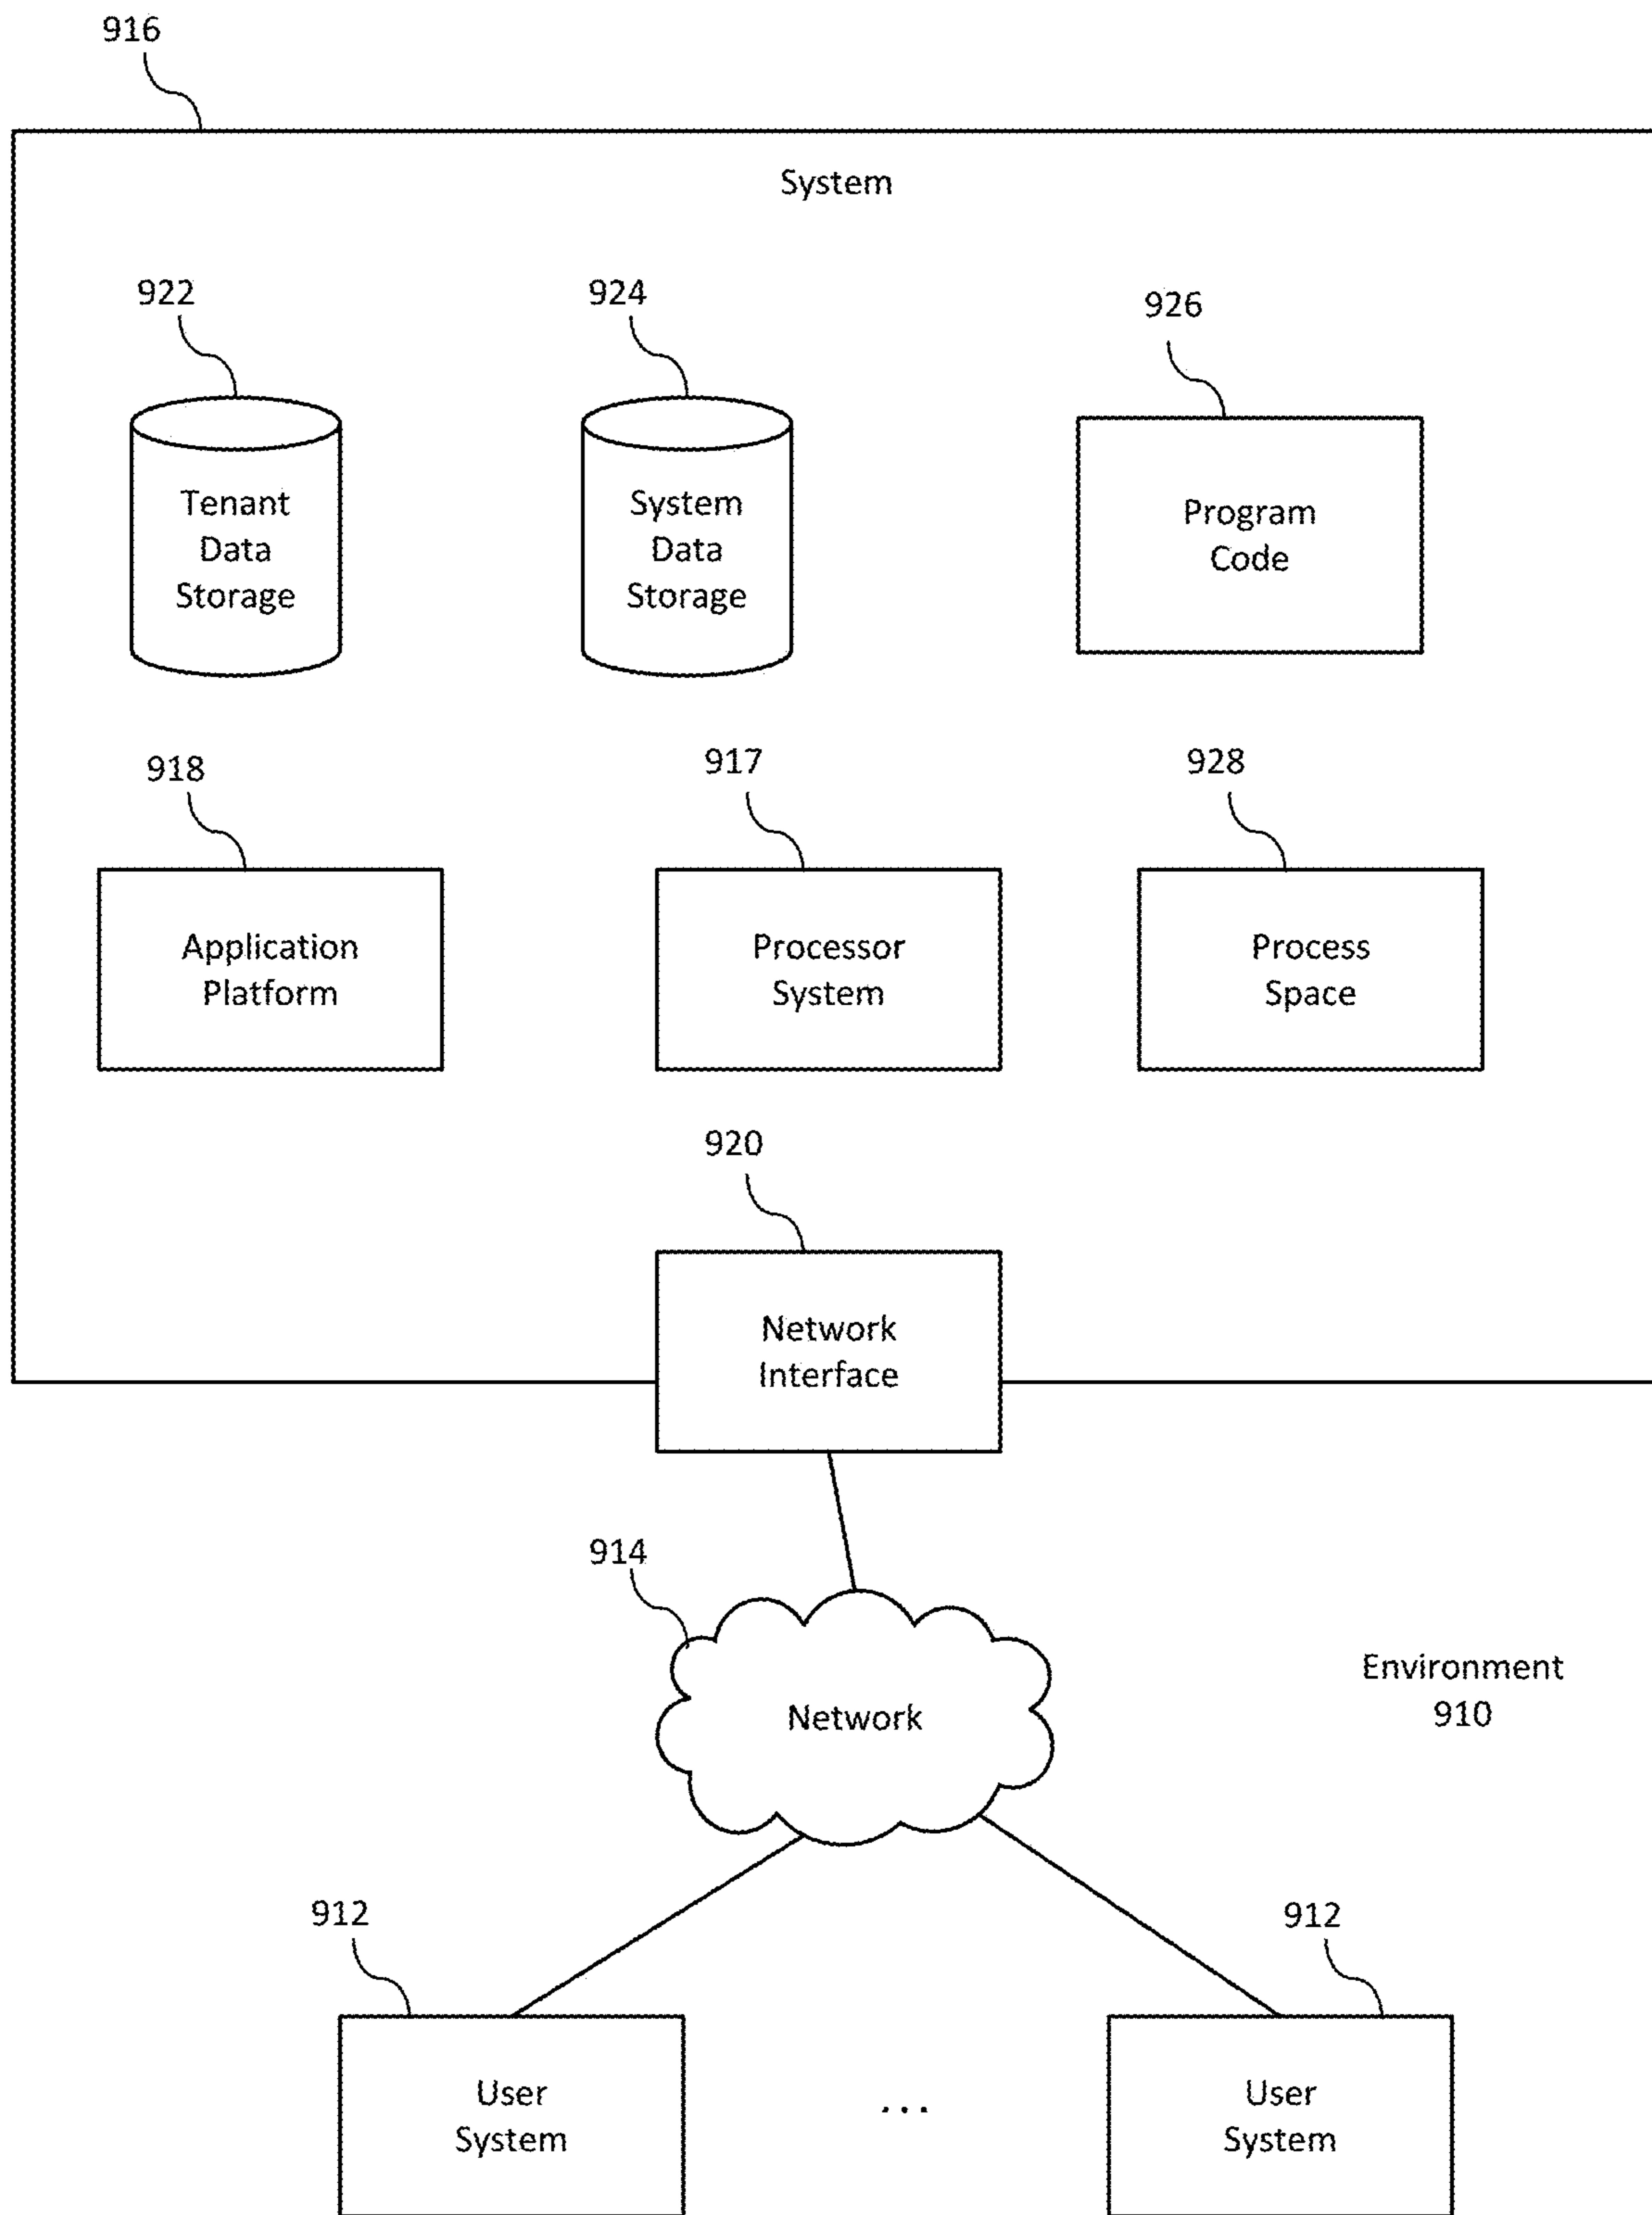 916
System
922
924
926
Tenant
Data
Storage
System
Data
Storage
Program
Code
918
917
928
Application
Platform
Processor
System
Process
Space
920
Network
Interface
914
Network
Environment
910
912
912
User
System
...
User
System